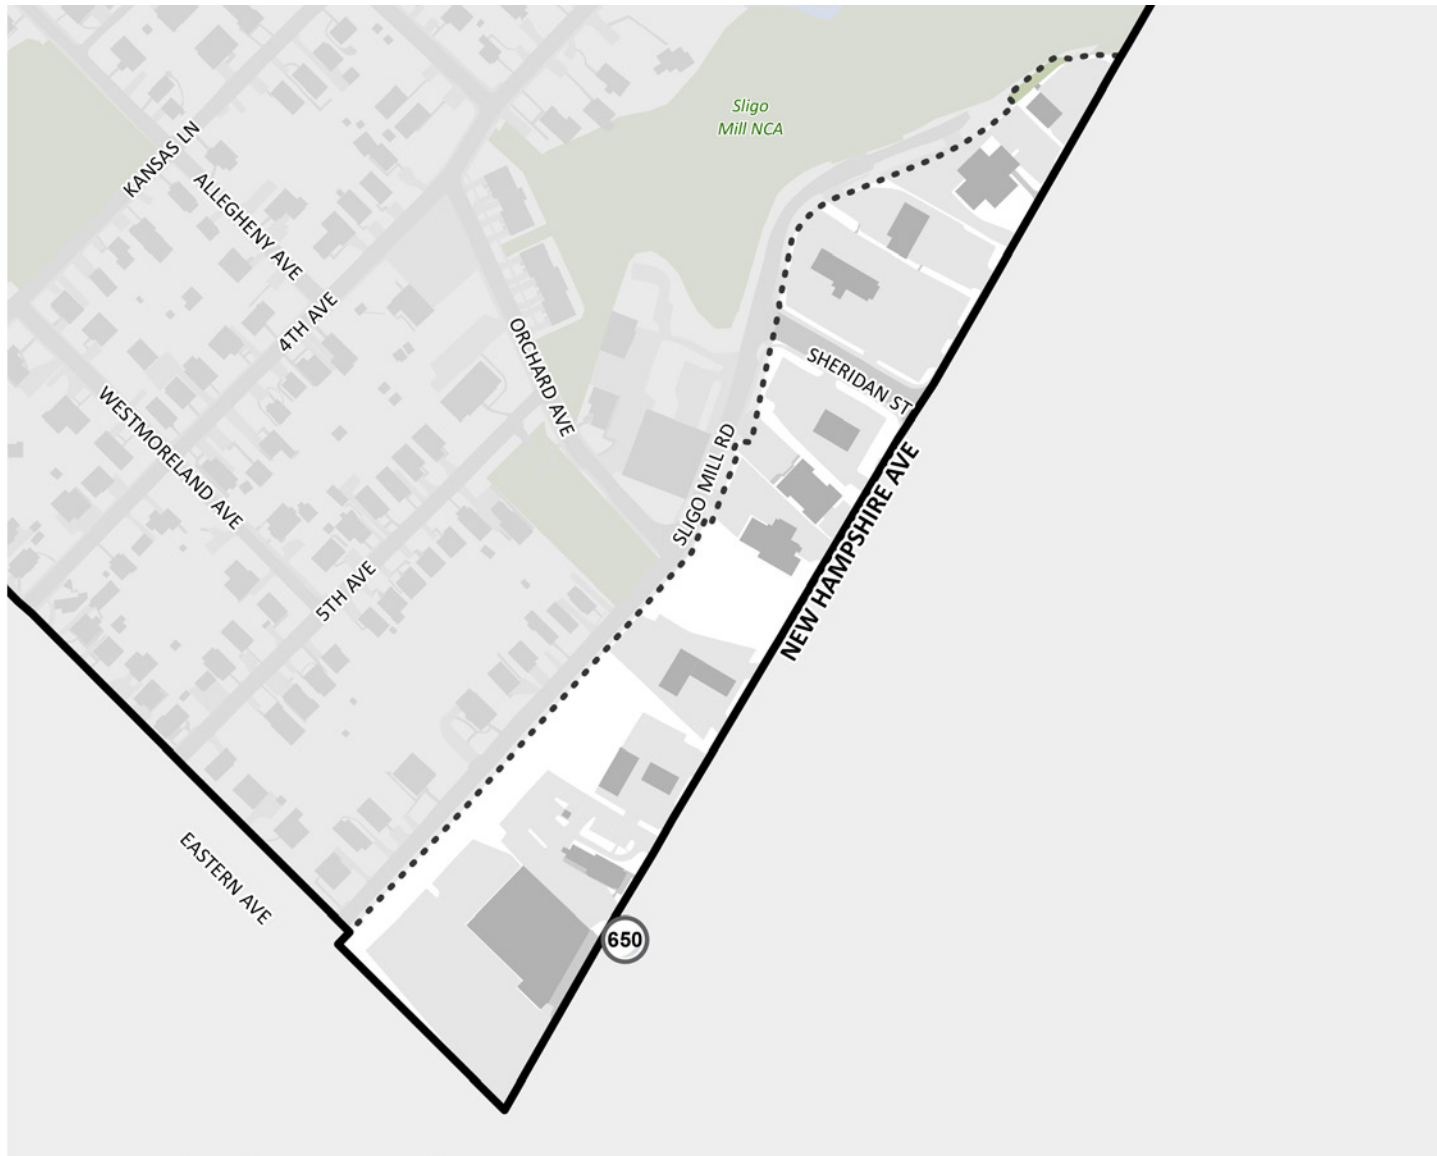 Sligo
Mill NCA
KANSAS LN
ALLEGHENY AVE
4TH AVE
ORCHARD AVE
SHERIDAN ST
WESTMORELAND AVE
SLIGO MILL RD
NEW HAMPSHIRE AVE
5TH AVE
EASTERN AVE
650